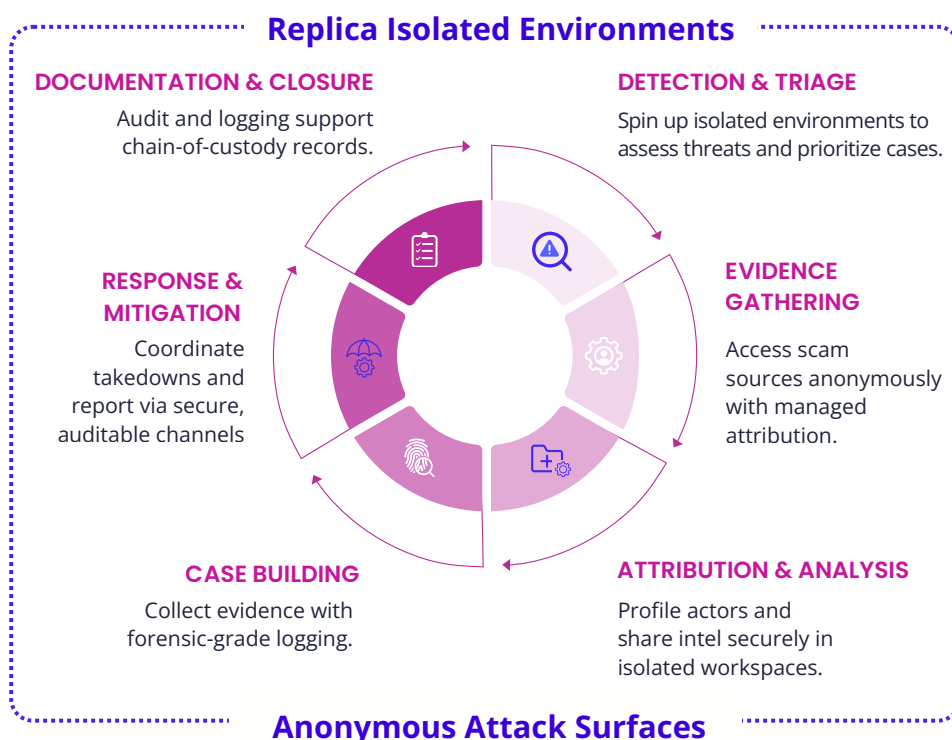 Replica Isolated Environments
DOCUMENTATION & CLOSURE
Audit and logging support
chain-of-custody records.
DETECTION & TRIAGE
Spin up isolated environments to
assess threats and prioritize cases.
EVIDENCE
GATHERING
Access scam
sources anonymously
with managed
attribution.
RESPONSE &
MITIGATION
Coordinate
takedowns and
report via secure,
auditable channels
CASE BUILDING
Collect evidence with
forensic-grade logging.
ATTRIBUTION & ANALYSIS
Profile actors and
share intel securely in
isolated workspaces.
Anonymous Attack Surfaces